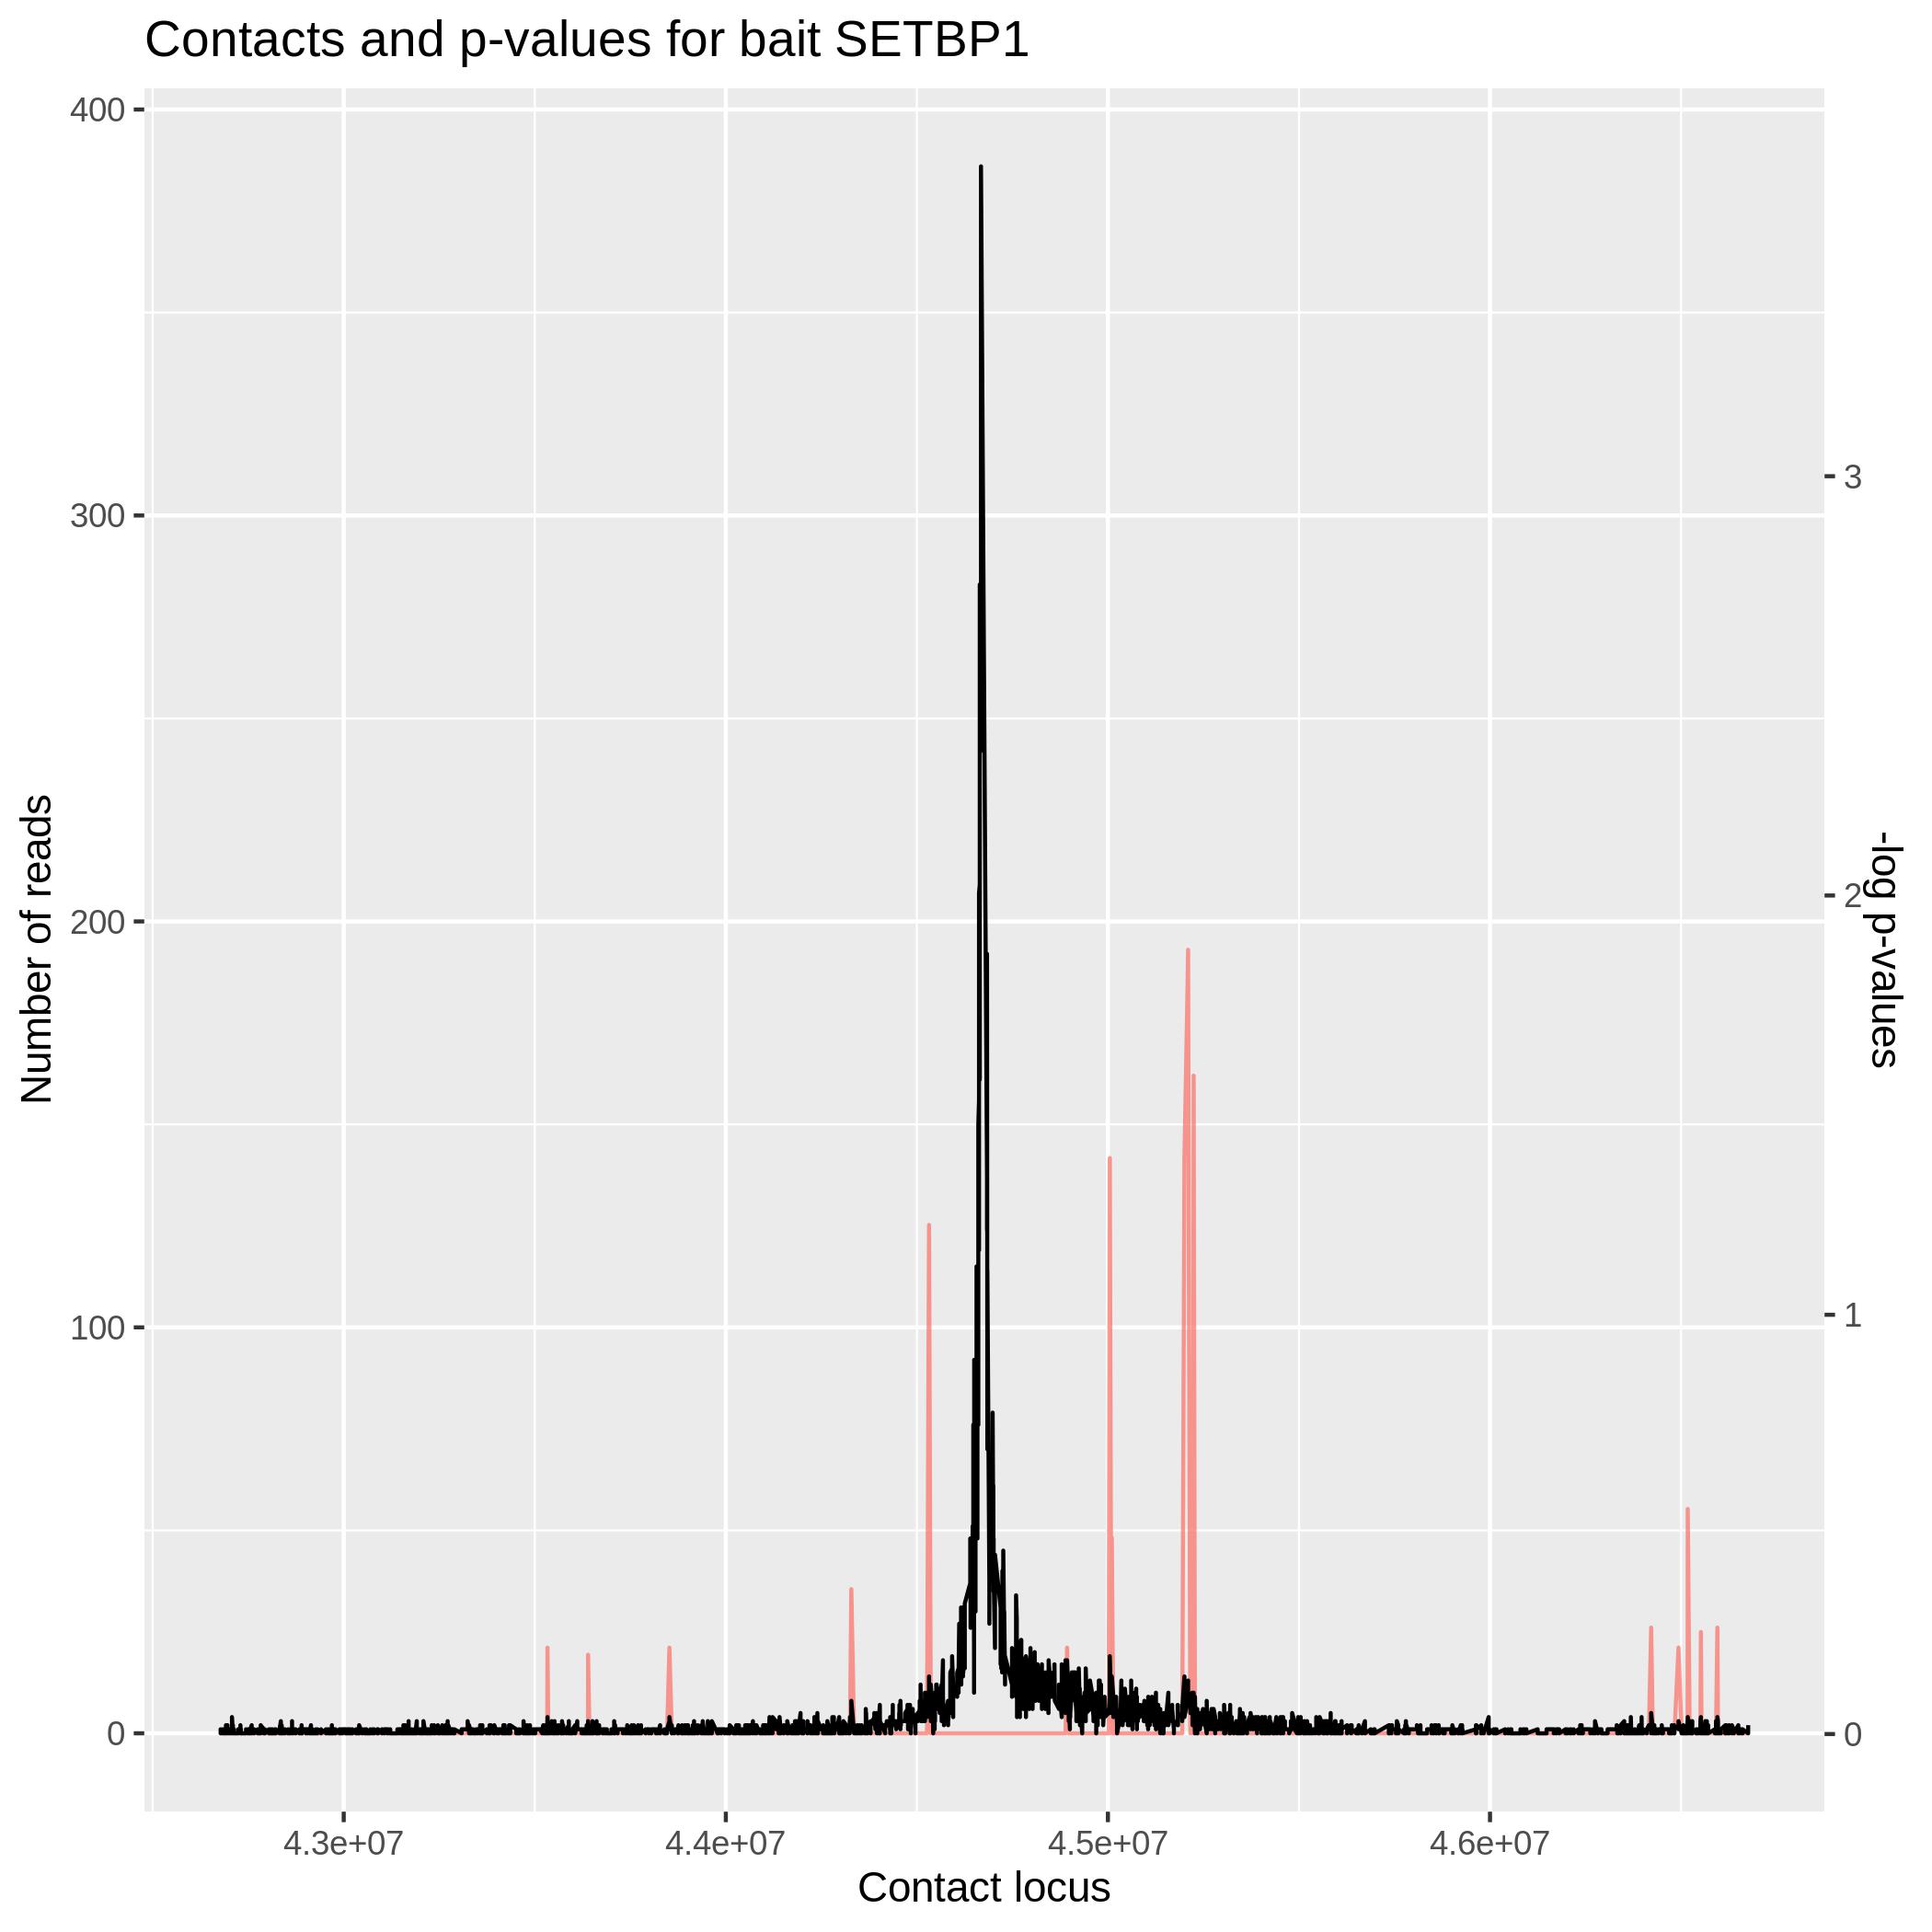 Contacts and p-values for bait SETBP1
400
300
200
100
0
Number of reads
3
2
1
0
-log p-values
4.3e+07
4.4e+07
4.5e+07
4.6e+07
Contact locus